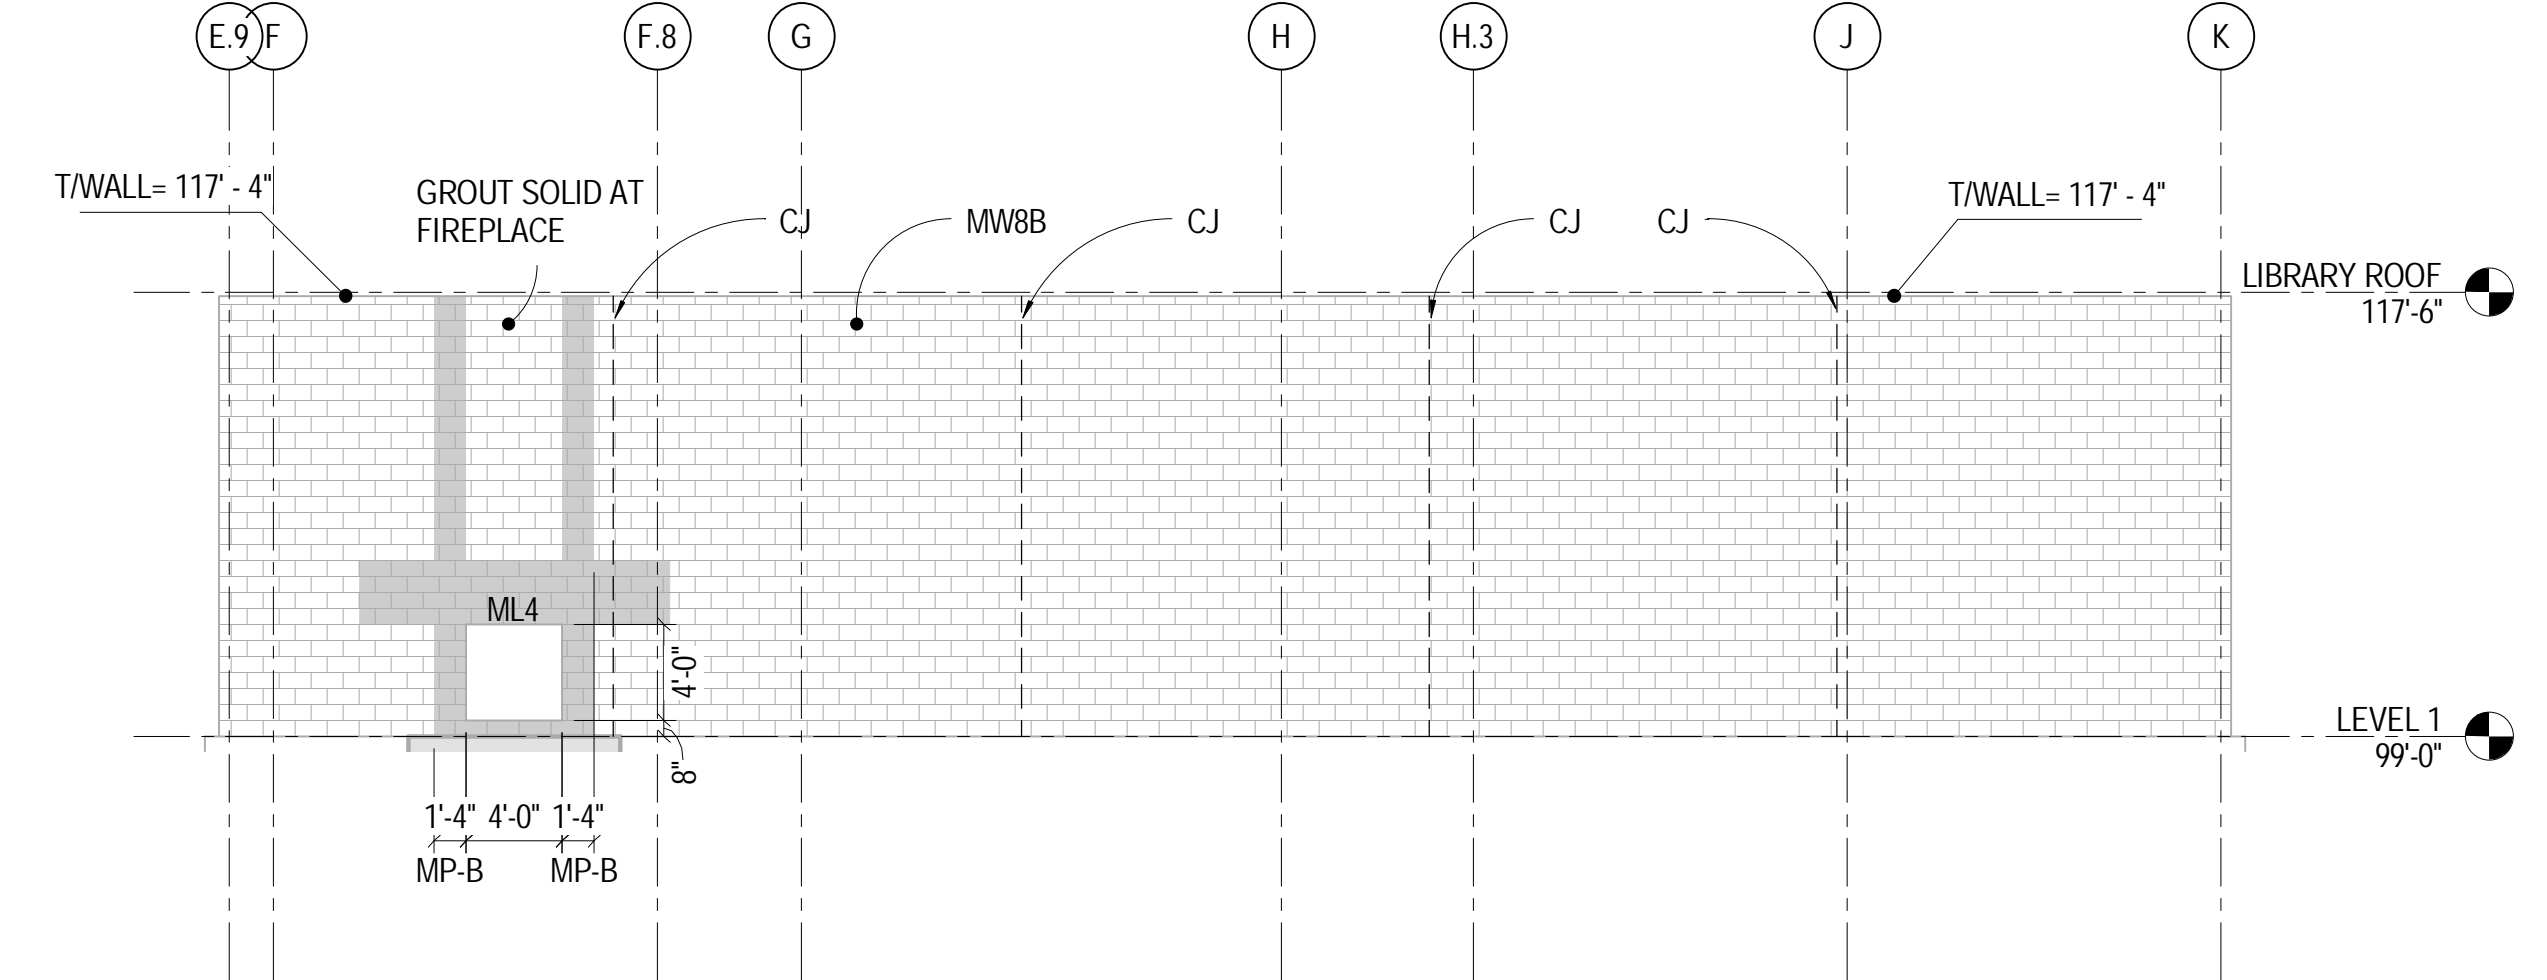 E.9
F
F.8
G
H
H.3
J
K
T/WALL= 117' - 4"
GROUT SOLID AT
FIREPLACE
CJ
MW8B
CJ
CJ
CJ
T/WALL= 117' - 4"
LIBRARY ROOF
117'-6"
ML4
4'-0"
8"
LEVEL 1
99'-0"
1'-4"
4'-0"
1'-4"
MP-B
MP-B